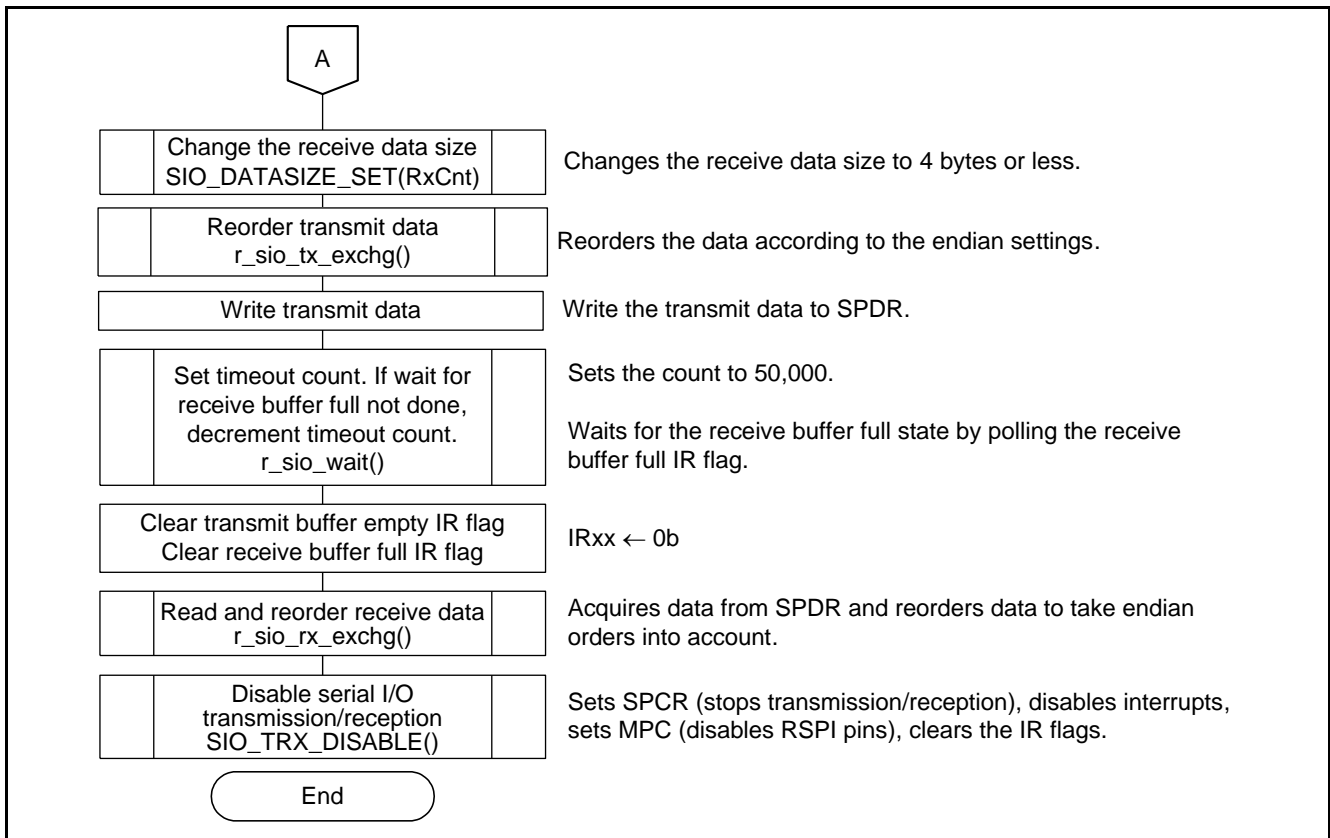 A
Change the receive data size
SIO_DATASIZE_SET(RxCnt)
Changes the receive data size to 4 bytes or less.
Reorder transmit data
r_sio_tx_exchg()
Reorders the data according to the endian settings.
Write transmit data
Write the transmit data to SPDR.
Set timeout count. If wait for
receive buffer full not done,
decrement timeout count.
r_sio_wait()
Sets the count to 50,000.
Waits for the receive buffer full state by polling the receive
buffer full IR flag.
Clear transmit buffer empty IR flag
Clear receive buffer full IR flag
IRxx ← 0b
Read and reorder receive data
r_sio_rx_exchg()
Acquires data from SPDR and reorders data to take endian
orders into account.
Disable serial I/O
transmission/reception
SIO_TRX_DISABLE()
Sets SPCR (stops transmission/reception), disables interrupts,
sets MPC (disables RSPI pins), clears the IR flags.
End